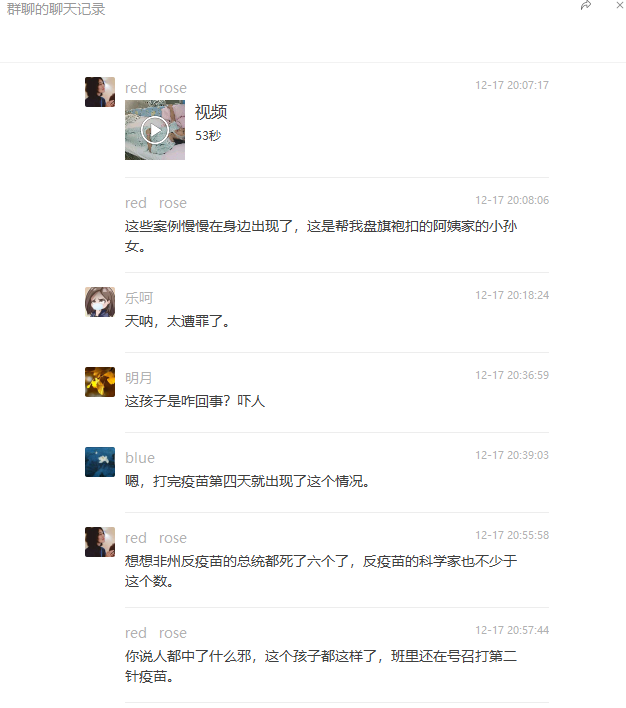 群聊的聊天记录
red rose
12-17 20:07:17
视频
53秒
red rose
12-17 20:08:06
这些案例慢慢在身边出现了，这是帮我盘旗袍扣的阿姨家的小孙
女。
乐呵
12-17 20:18:24
天呐，太遭罪了。
明月
12-17 20:36:59
这孩子是咋回事？吓人
blue
12-17 20:39:03
嗯，打完疫苗第四天就出现了这个情况。
red rose
12-17 20:55:58
想想非州反疫苗的总统都死了六个了，反疫苗的科学家也不少于
这个数。
red rose
12-17 20:57:44
你说人都中了什么邪，这个孩子都这样了，班里还在号召打第二
针疫苗。